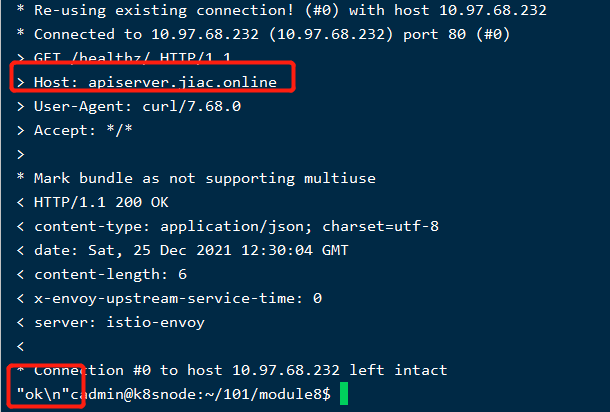 * Re-using existing connection! (#0) with host 10.97.68.232
* Connected to 10.97.68.232 (10.97.68.232) port 80 (#0)
> GET /healthz/ HTTP/1.1
> Host: apiserver.jiac.online
> User-Agent: curl/7.68.0
> Accept: */*
>
* Mark bundle as not supporting multiuse
< HTTP/1.1 200 OK
< content-type: application/json; charset=utf-8
< date: Sat, 25 Dec 2021 12:30:04 GMT
< content-length: 6
< x-envoy-upstream-service-time: 0
< server: istio-envoy
<
* Connection #0 to host 10.97.68.232 left intact
"ok\n"cadmin@k8snode:~/101/module8$